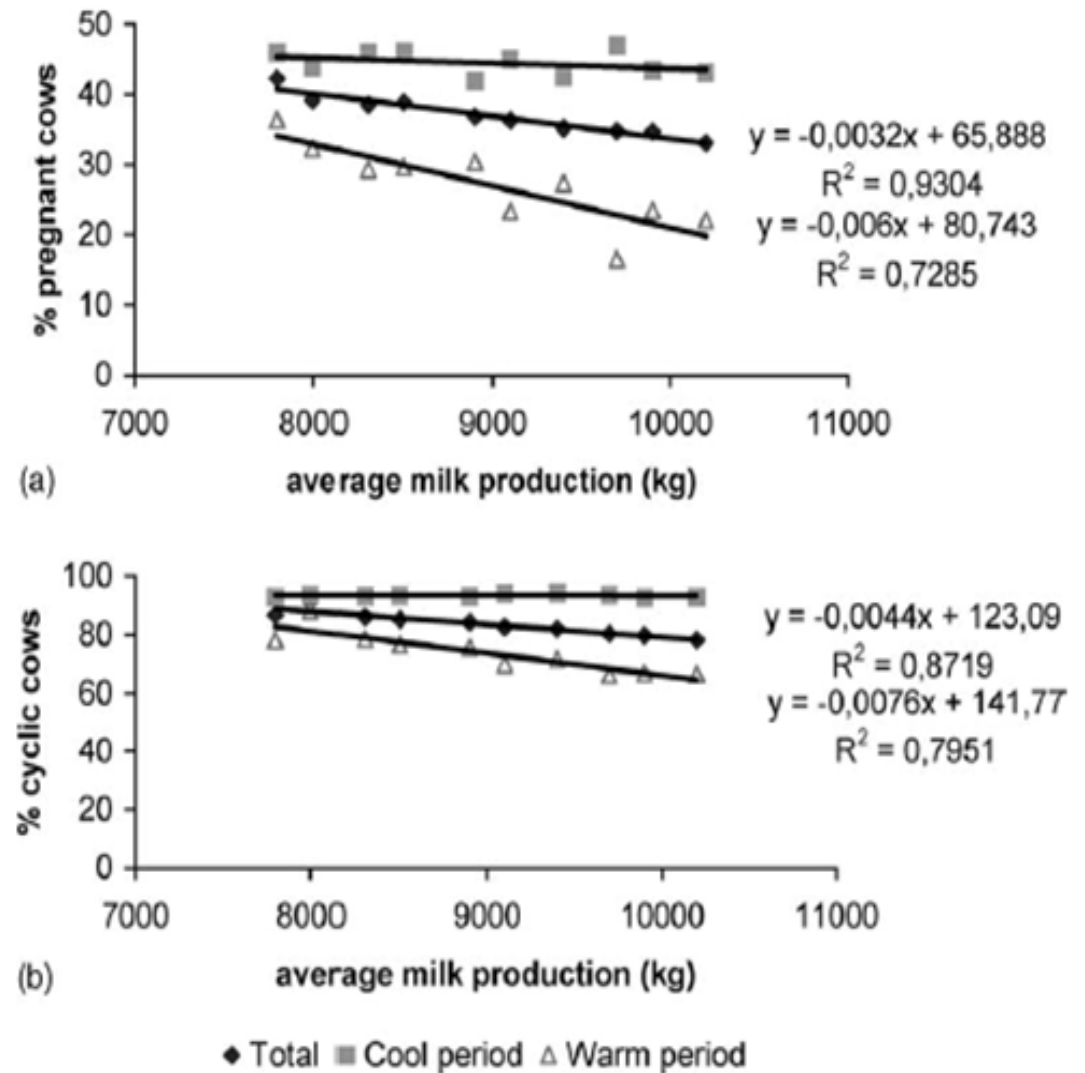 50
40
30
20
10
0
% pregnant cows
y = -0,0032x + 65,888
R² = 0,9304
y = -0,006x + 80,743
R² = 0,7285
7000 8000 9000 10000 11000
(a) average milk production (kg)
100
80
60
40
20
0
% cyclic cows
y = -0,0044x + 123,09
R² = 0,8719
y = -0,0076x + 141,77
R² = 0,7951
7000 8000 9000 10000 11000
average milk production (kg)
(b)
Total Cool period Warm period